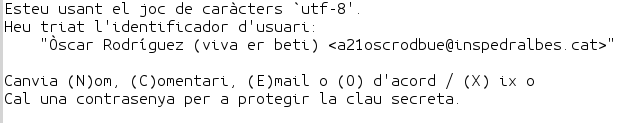 Esteu usant el joc de caràcters `utf-8'.
Heu triat l'identificador d'usuari:
"Òscar Rodríguez (viva er beti) <a21oscrodbue@inspedralbes.cat>"
Canvia (N)om, (C)omentari, (E)mail o (O) d'acord / (X) ix o
Cal una contrasenya per a protegir la clau secreta.